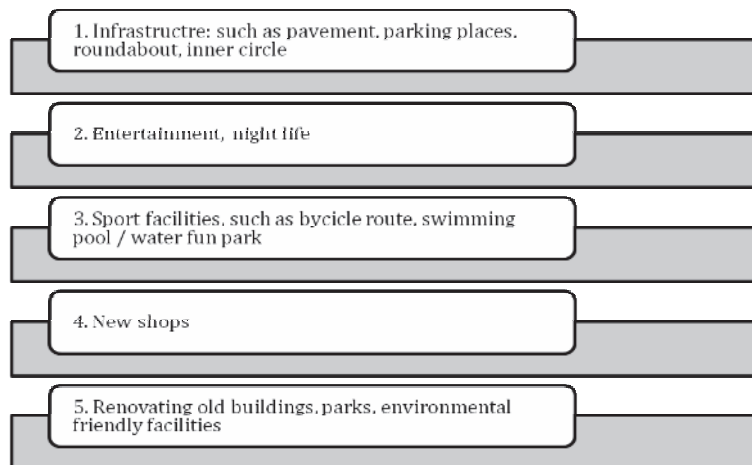 1. Infrastructre: such as pavement, parking places,
roundabout, inner circle
2. Entertainment, night life
3. Sport facilities, such as bycicle route, swimming
pool / water fun park
4. New shops
5. Renovating old buildings, parks, environmental
friendly facilities